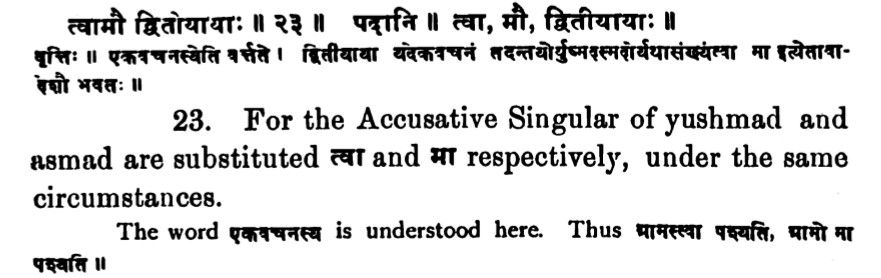 त्वामौ द्वितोयायाः ॥ २३ ॥ पदानि ॥ त्वा, मौ, द्वितीयायाः ॥
वृत्तिः ॥ एकवचनस्येति वर्त्तते । द्वितीयाया यदेकवचनं तदन्तयोर्युष्मदस्मदोर्यथासंख्यंत्वा मा इत्येतावा-
देशौ भवतः ॥
23. For the Accusative Singular of yushmad and
asmad are substituted त्वा and मा respectively, under the same
circumstances.
The word एकवचनस्य is understood here. Thus ग्रामस्त्वा पश्यति, ग्रामो मा
पश्यति ॥